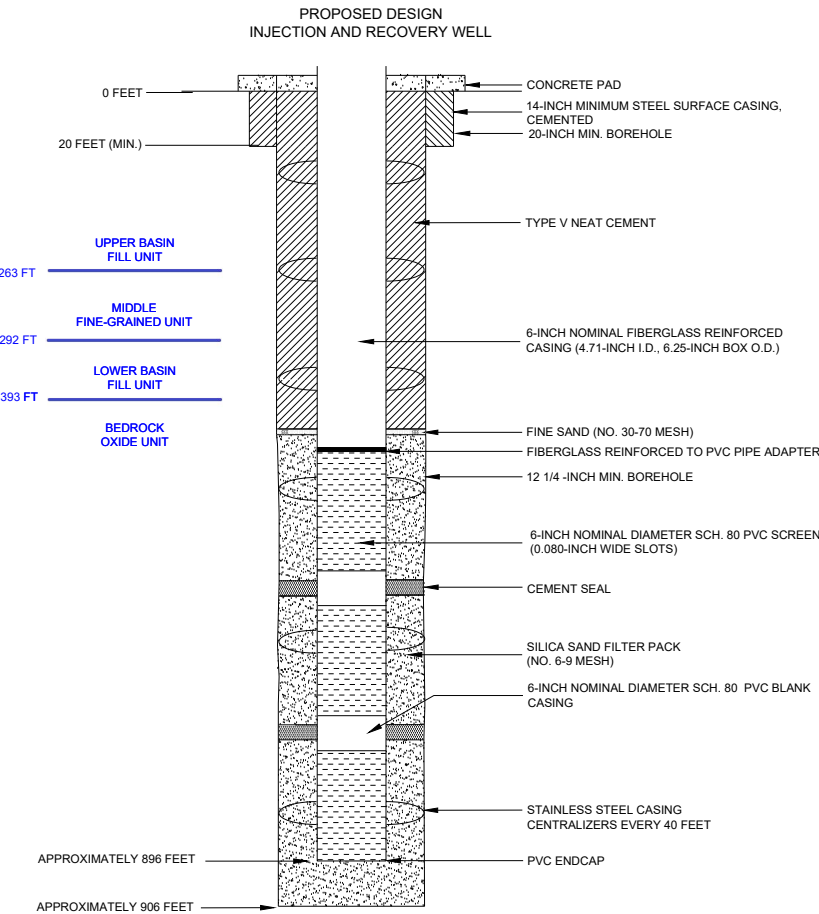 PROPOSED DESIGN
INJECTION AND RECOVERY WELL
0 FEET
CONCRETE PAD
14-INCH MINIMUM STEEL SURFACE CASING,
CEMENTED
20-INCH MIN. BOREHOLE
20 FEET (MIN.)
TYPE V NEAT CEMENT
UPPER BASIN
FILL UNIT
263 FT
MIDDLE
FINE-GRAINED UNIT
292 FT
6-INCH NOMINAL FIBERGLASS REINFORCED
CASING (4.71-INCH I.D., 6.25-INCH BOX O.D.)
LOWER BASIN
FILL UNIT
393 FT
BEDROCK
OXIDE UNIT
FINE SAND (NO. 30-70 MESH)
FIBERGLASS REINFORCED TO PVC PIPE ADAPTER
12 1/4 -INCH MIN. BOREHOLE
6-INCH NOMINAL DIAMETER SCH. 80 PVC SCREEN
(0.080-INCH WIDE SLOTS)
CEMENT SEAL
SILICA SAND FILTER PACK
(NO. 6-9 MESH)
6-INCH NOMINAL DIAMETER SCH. 80 PVC BLANK
CASING
STAINLESS STEEL CASING
CENTRALIZERS EVERY 40 FEET
APPROXIMATELY 896 FEET
PVC ENDCAP
APPROXIMATELY 906 FEET